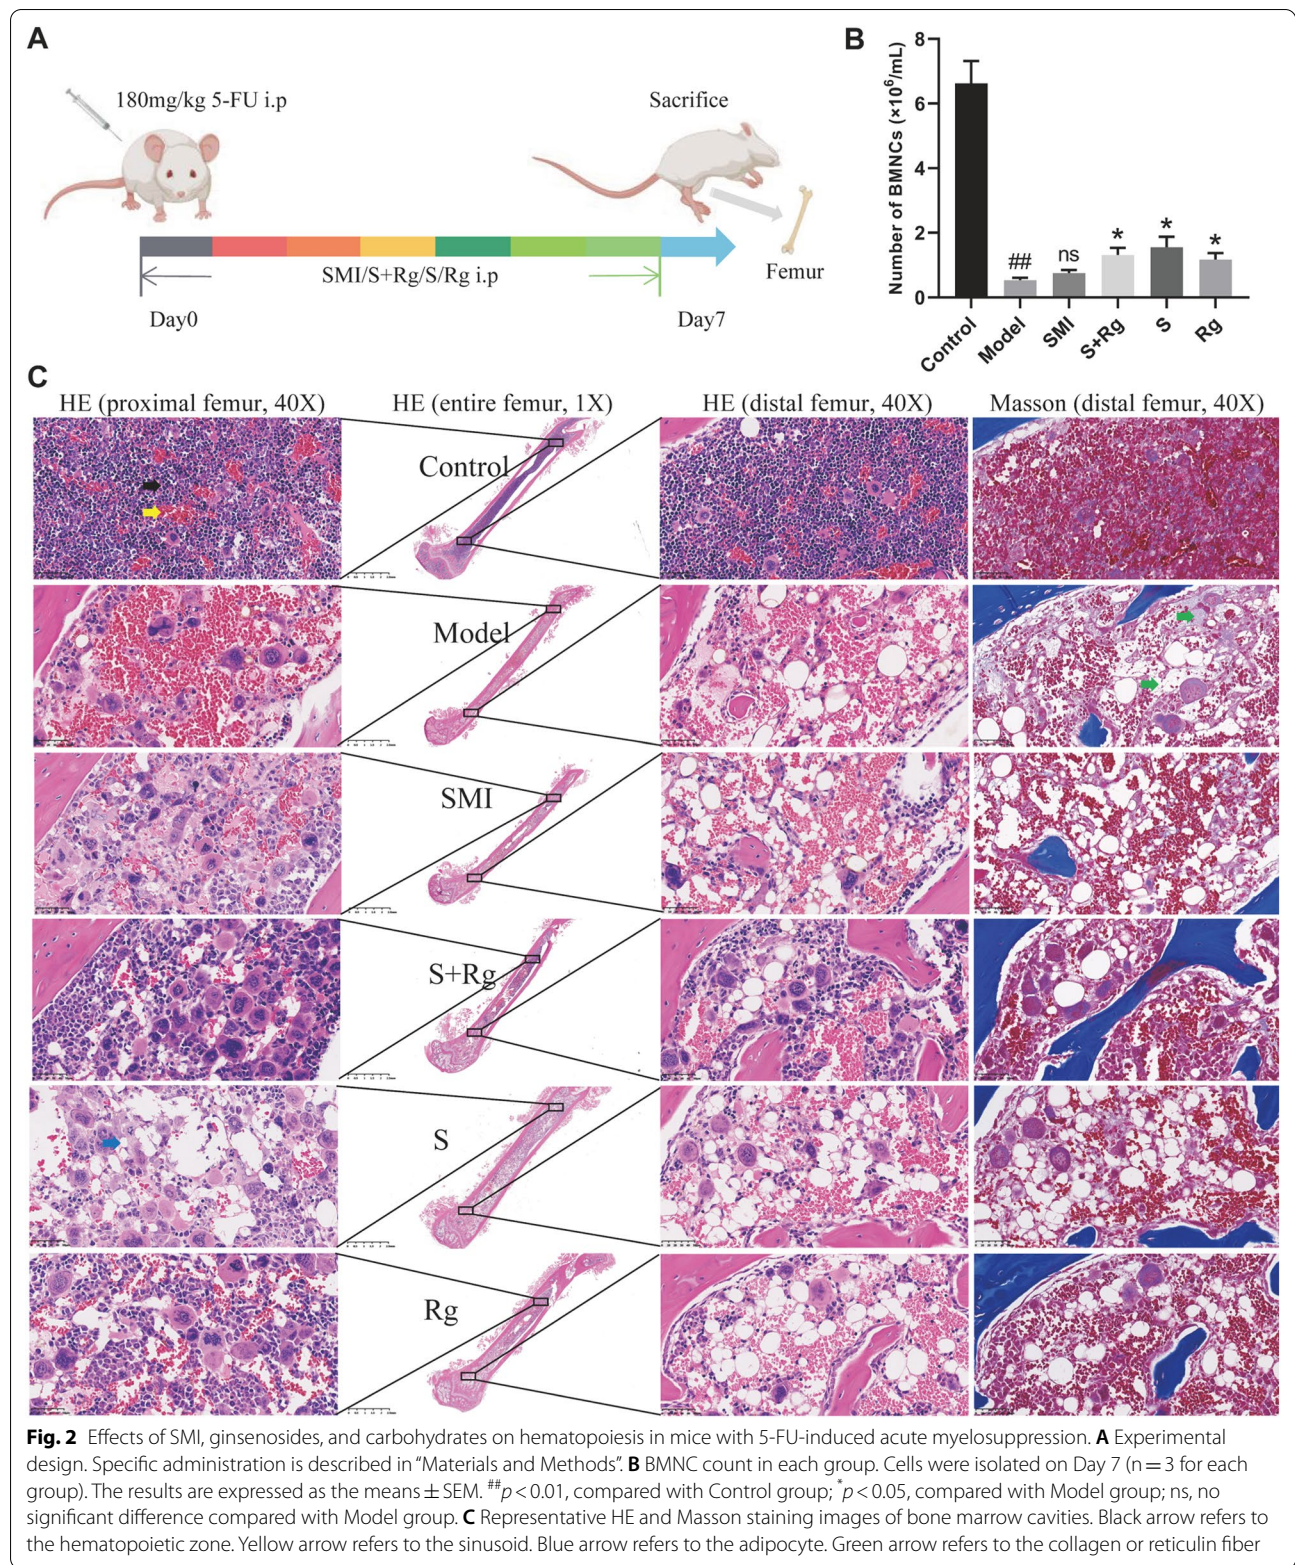 A
180mg/kg 5-FU i.p
Sacrifice
SMI/S+Rg/S/Rg i.p
Femur
Day0
Day7
B
Number of BMNCs (×10⁶/mL)
8
6
4
2
0
##
ns
*
*
*
Control
Model
SMI
S+Rg
S
Rg
C
HE (proximal femur, 40X)
HE (entire femur, 1X)
HE (distal femur, 40X)
Masson (distal femur, 40X)
Control
Model
SMI
S+Rg
S
Rg
Fig. 2 Effects of SMI, ginsenosides, and carbohydrates on hematopoiesis in mice with 5-FU-induced acute myelosuppression. A Experimental
design. Specific administration is described in “Materials and Methods”. B BMNC count in each group. Cells were isolated on Day 7 (n = 3 for each
group). The results are expressed as the means ± SEM. ##p < 0.01, compared with Control group; *p < 0.05, compared with Model group; ns, no
significant difference compared with Model group. C Representative HE and Masson staining images of bone marrow cavities. Black arrow refers to
the hematopoietic zone. Yellow arrow refers to the sinusoid. Blue arrow refers to the adipocyte. Green arrow refers to the collagen or reticulin fiber